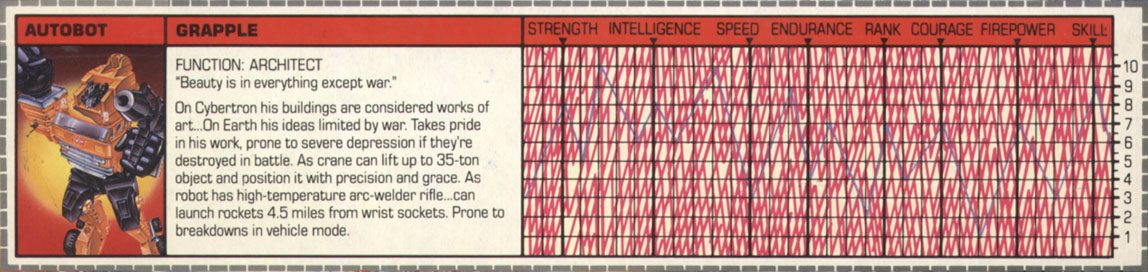 AUTOBOT
GRAPPLE
FUNCTION: ARCHITECT
"Beauty is in everything except war."
On Cybertron his buildings are considered works of
art...On Earth his ideas limited by war. Takes pride
in his work, prone to severe depression if they're
destroyed in battle. As crane can lift up to 35-ton
object and position it with precision and grace. As
robot has high-temperature arc-welder rifle...can
launch rockets 4.5 miles from wrist sockets. Prone to
breakdowns in vehicle mode.
STRENGTH INTELLIGENCE SPEED ENDURANCE RANK COURAGE FIREPOWER SKILL
10
9
8
7
6
5
4
3
2
1